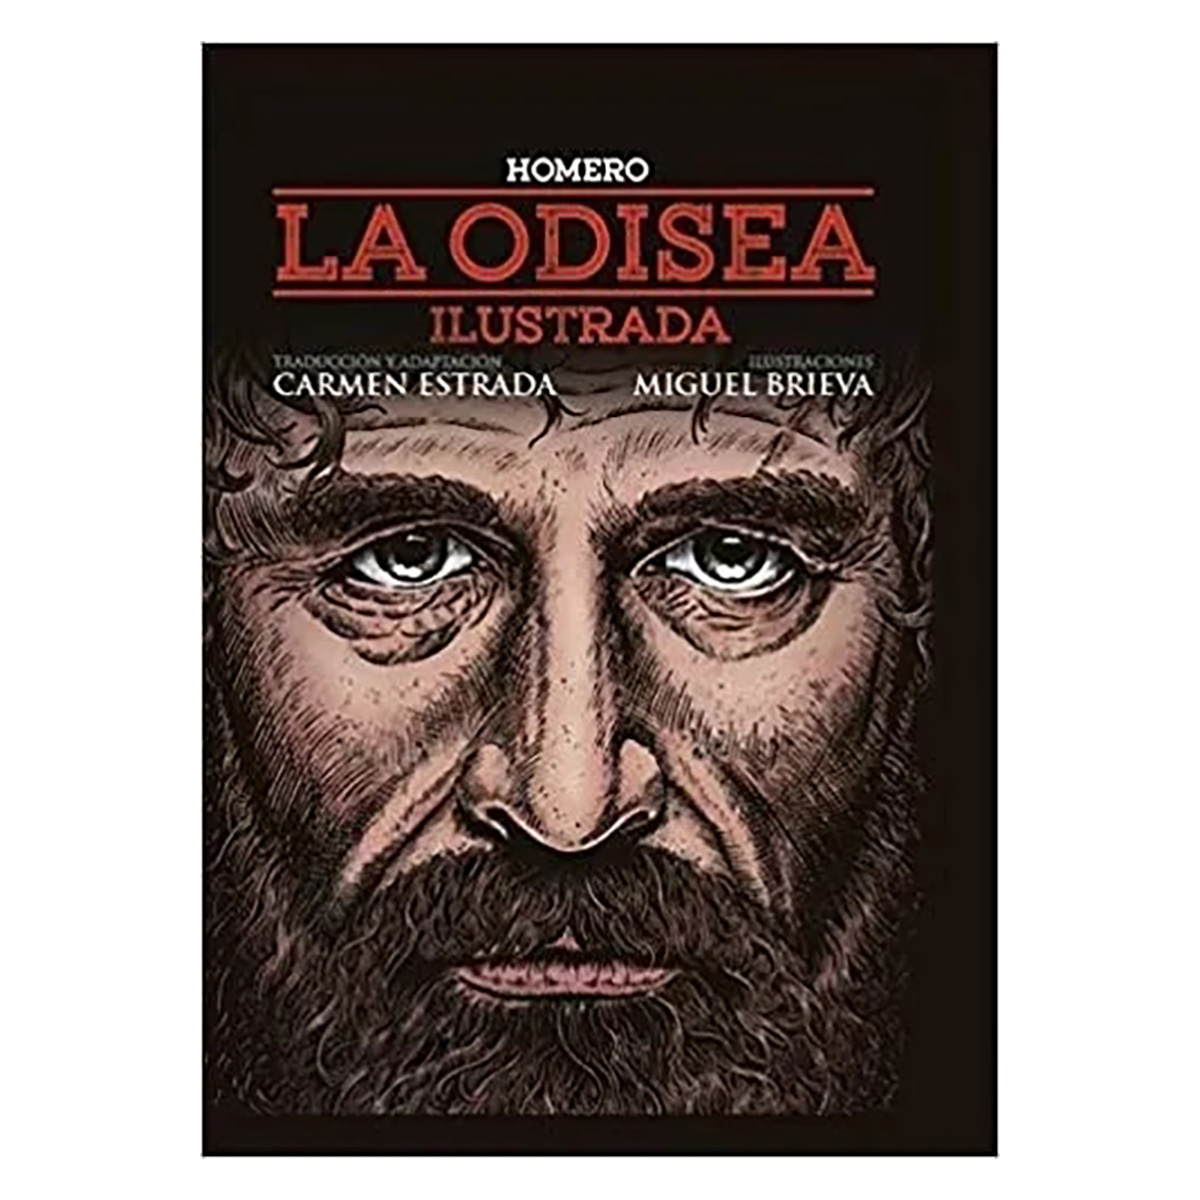 HOMERO
LA ODISEA
ILUSTRADA
TRADUCCIÓN Y ADAPTACIÓN
CARMEN ESTRADA
ILUSTRACIONES
MIGUEL BRIEVA